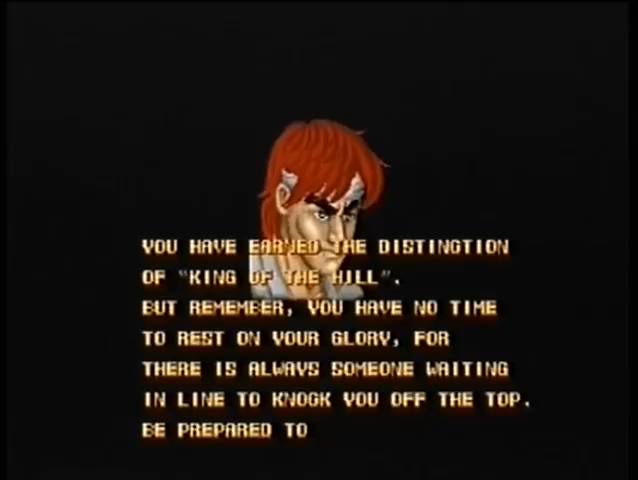 YOU HAVE EARNED THE DISTINCTION
OF "KING OF THE HILL".
BUT REMEMBER, YOU HAVE NO TIME
TO REST ON YOUR GLORY, FOR
THERE IS ALWAYS SOMEONE WAITING
IN LINE TO KNOCK YOU OFF THE TOP.
BE PREPARED TO